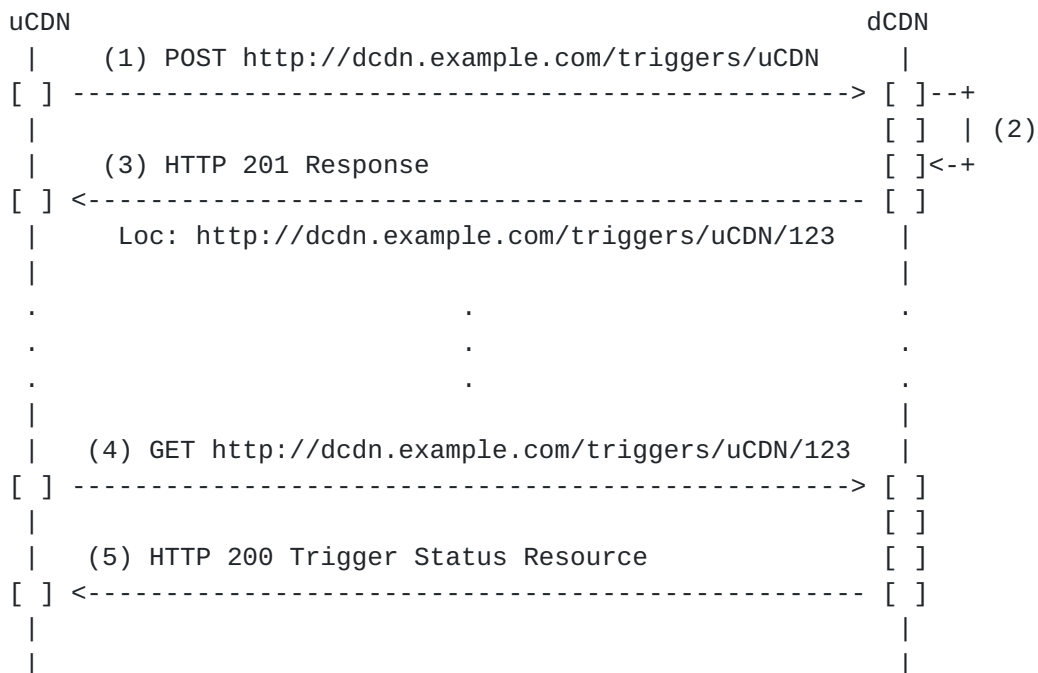 uCDN dCDN
| (1) POST http://dcdn.example.com/triggers/uCDN |
[ ] --------------------------------------------------> [ ]--+
| [ ] | (2)
| (3) HTTP 201 Response [ ]<-+
[ ] <-------------------------------------------------- [ ]
| Loc: http://dcdn.example.com/triggers/uCDN/123 |
| |
. . .
. . .
. . .
| |
| (4) GET http://dcdn.example.com/triggers/uCDN/123 |
[ ] --------------------------------------------------> [ ]
| [ ]
| (5) HTTP 200 Trigger Status Resource [ ]
[ ] <-------------------------------------------------- [ ]
| |
| |